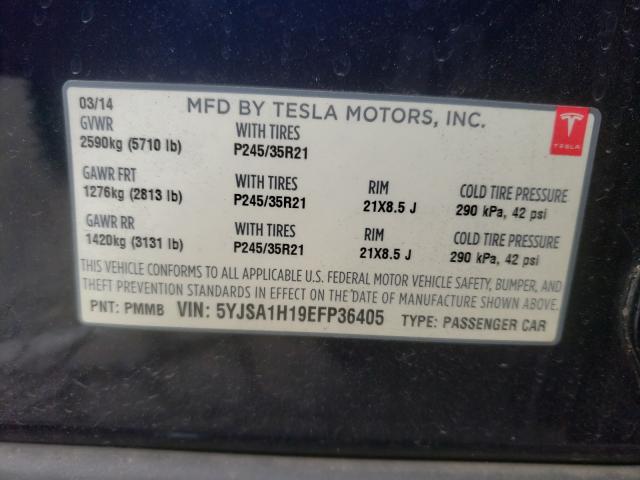 03/14 MFD BY TESLA MOTORS, INC.
GVWR WITH TIRES
2590kg (5710 lb) P245/35R21
TESLA
GAWR FRT WITH TIRES RIM COLD TIRE PRESSURE
1276kg (2813 lb) P245/35R21 21X8.5 J 290 kPa, 42 psi
GAWR RR WITH TIRES RIM COLD TIRE PRESSURE
1420kg (3131 lb) P245/35R21 21X8.5 J 290 kPa, 42 psi
THIS VEHICLE CONFORMS TO ALL APPLICABLE U.S. FEDERAL MOTOR VEHICLE SAFETY, BUMPER, AND
THEFT PREVENTION STANDARDS IN EFFECT ON THE DATE OF MANUFACTURE SHOWN ABOVE.
PNT: PMMB VIN: 5YJSA1H19EFP36405 TYPE: PASSENGER CAR